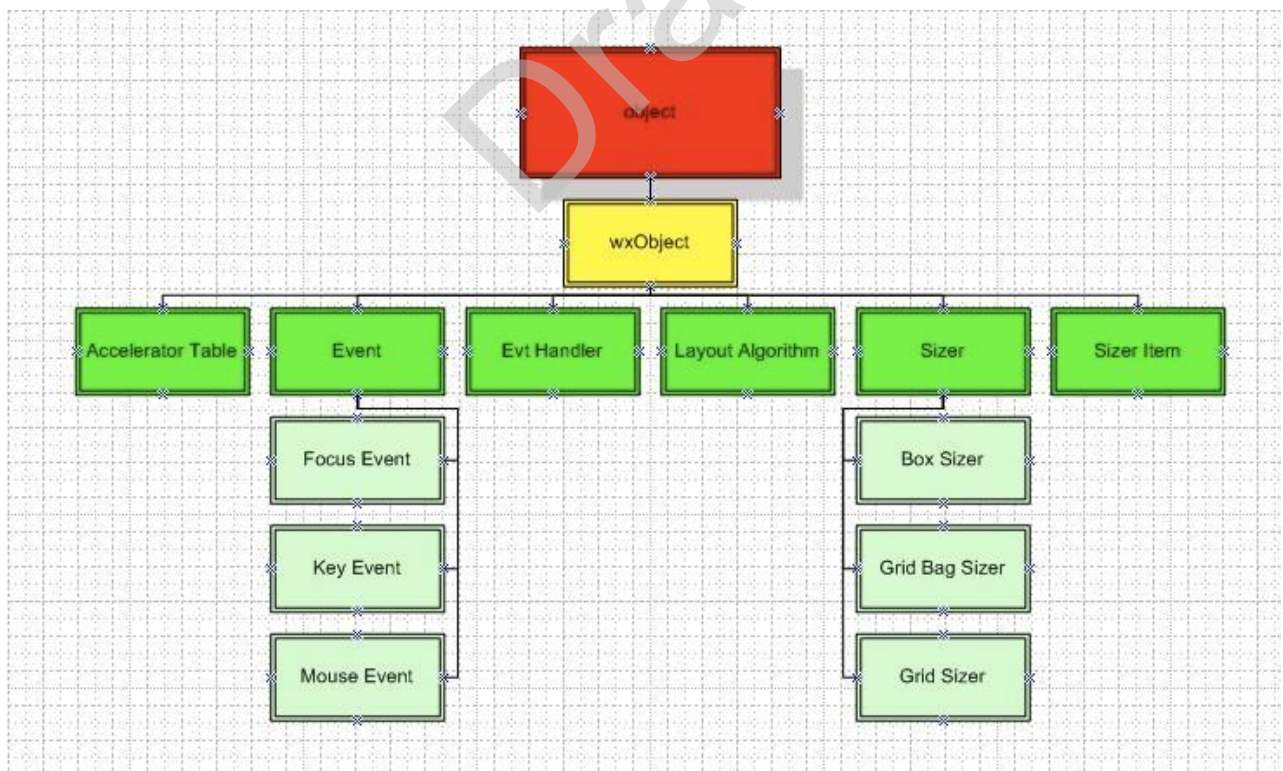 Dra
object
wxObject
Accelerator Table
Event
Evt Handler
Layout Algorithm
Sizer
Sizer Item
Focus Event
Box Sizer
Key Event
Grid Bag Sizer
Mouse Event
Grid Sizer